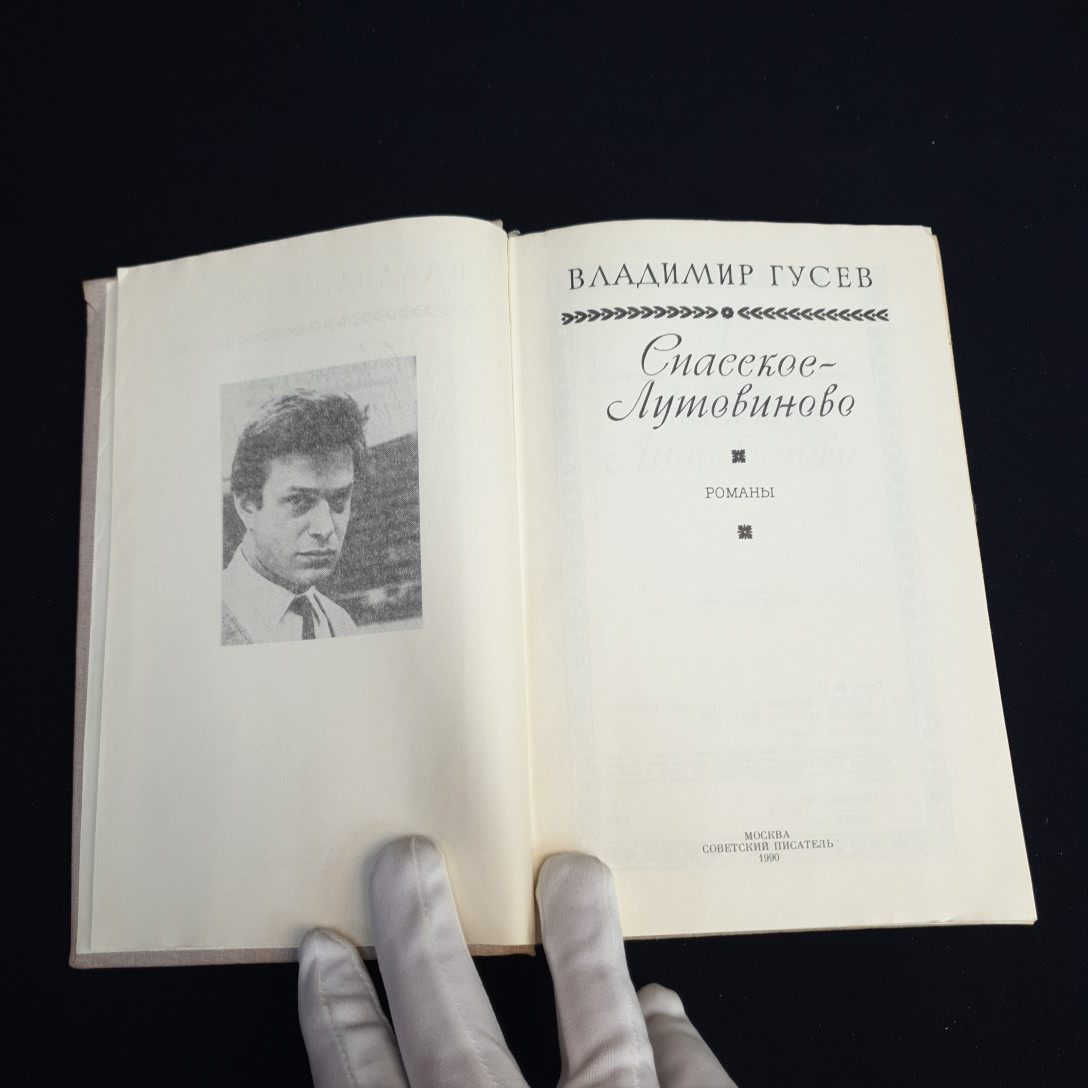 ВЛАДИМИР ГУСЕВ
Спасское-
Лутовиново
РОМАНЫ
МОСКВА
СОВЕТСКИЙ ПИСАТЕЛЬ
1990